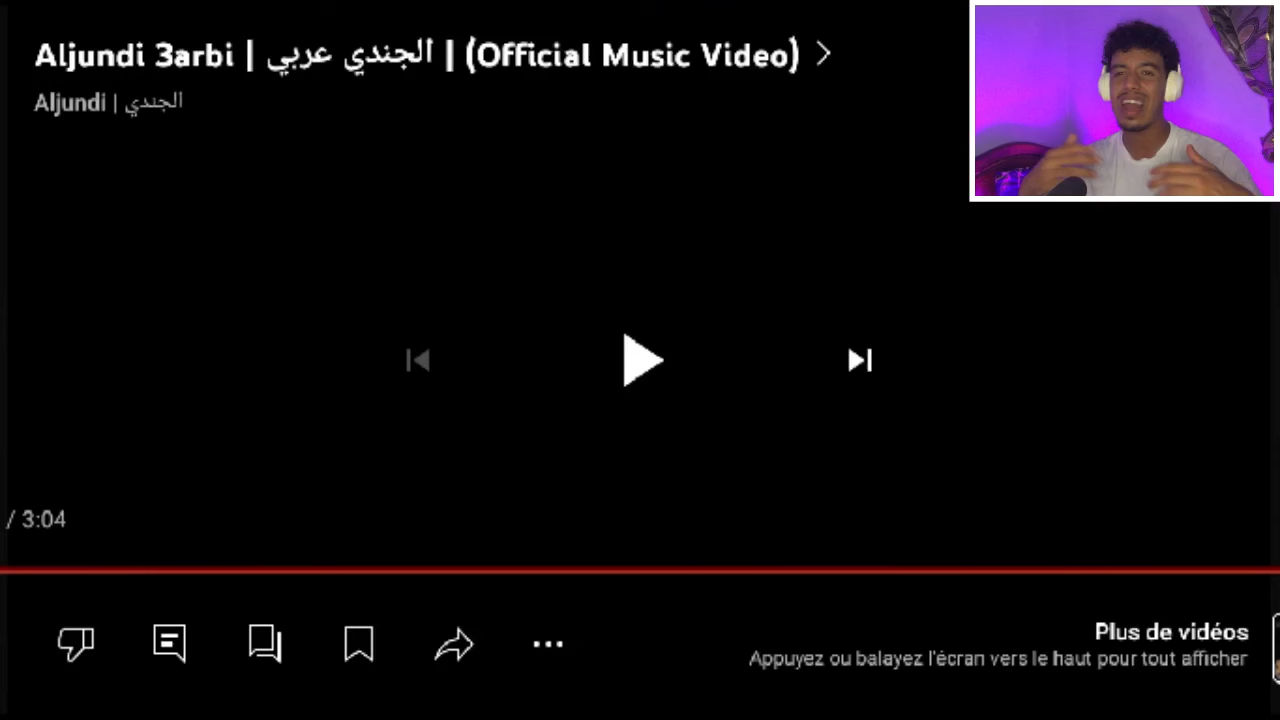 Aljundi 3arbi | الجندي عربي | (Official Music Video)
Aljundi | الجندي
/ 3:04
Plus de vidéos
Appuyez ou balayez l'écran vers le haut pour tout afficher